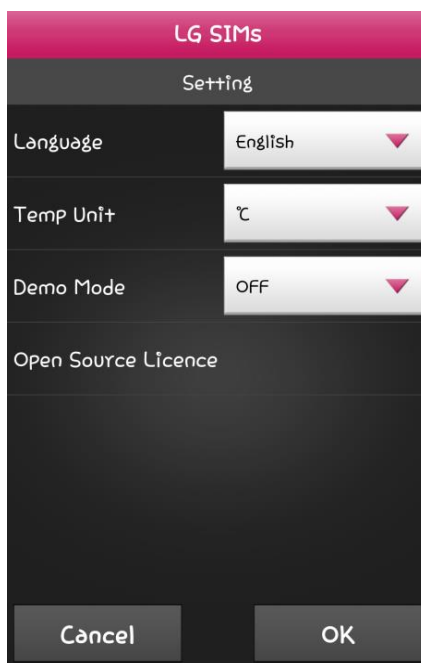 LG SIMs
Setting
Language English
Temp Unit ℃
Demo Mode OFF
Open Source Licence
Cancel OK